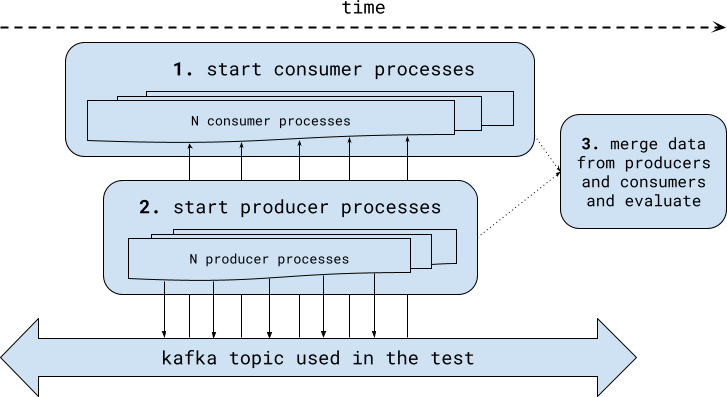 time
1. start consumer processes
N consumer processes
2. start producer processes
N producer processes
3. merge data
from producers
and consumers
and evaluate
kafka topic used in the test